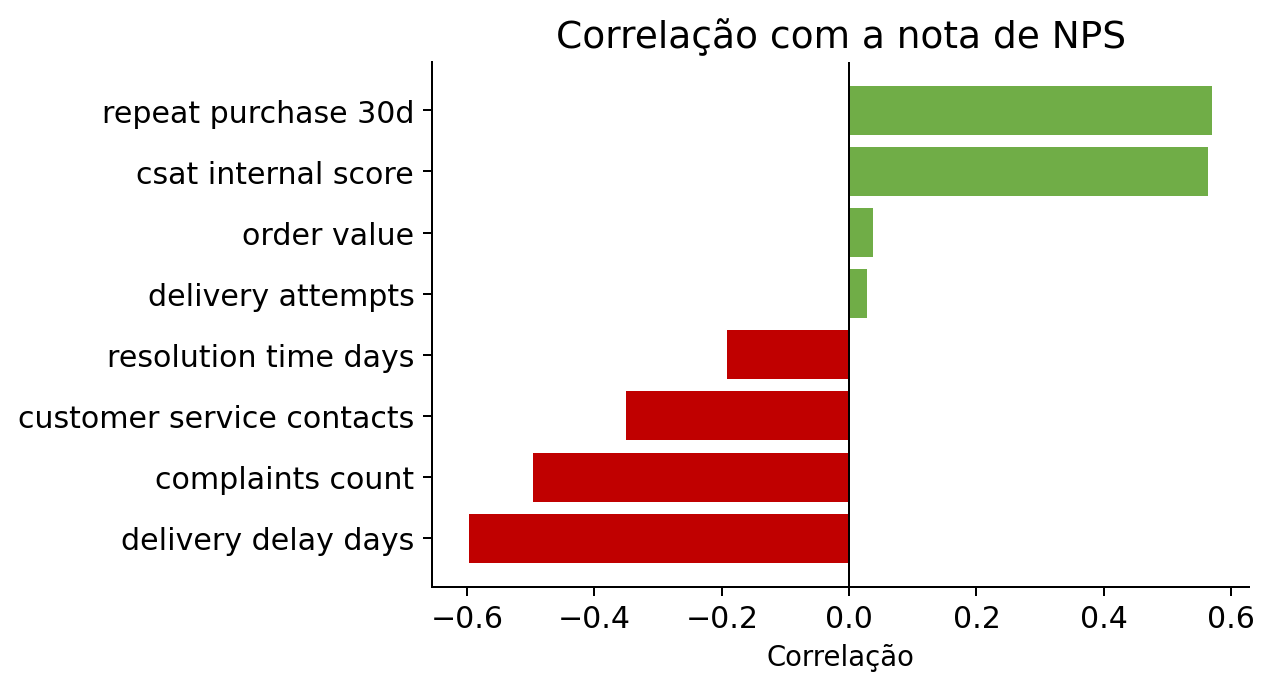 Correlação com a nota de NPS
repeat purchase 30d
csat internal score
order value
delivery attempts
resolution time days
customer service contacts
complaints count
delivery delay days
−0.6 −0.4 −0.2 0.0 0.2 0.4 0.6
Correlação